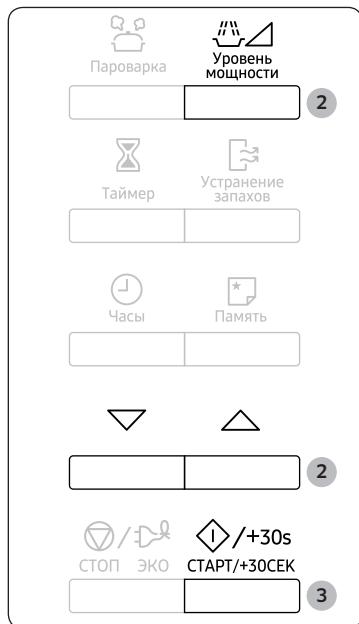 Пароварка
Уровень
мощности
2
Таймер
Устранение
запахов
Часы
Память
2
/+30s
СТОП ЭКО СТАРТ/+30СЕК
3